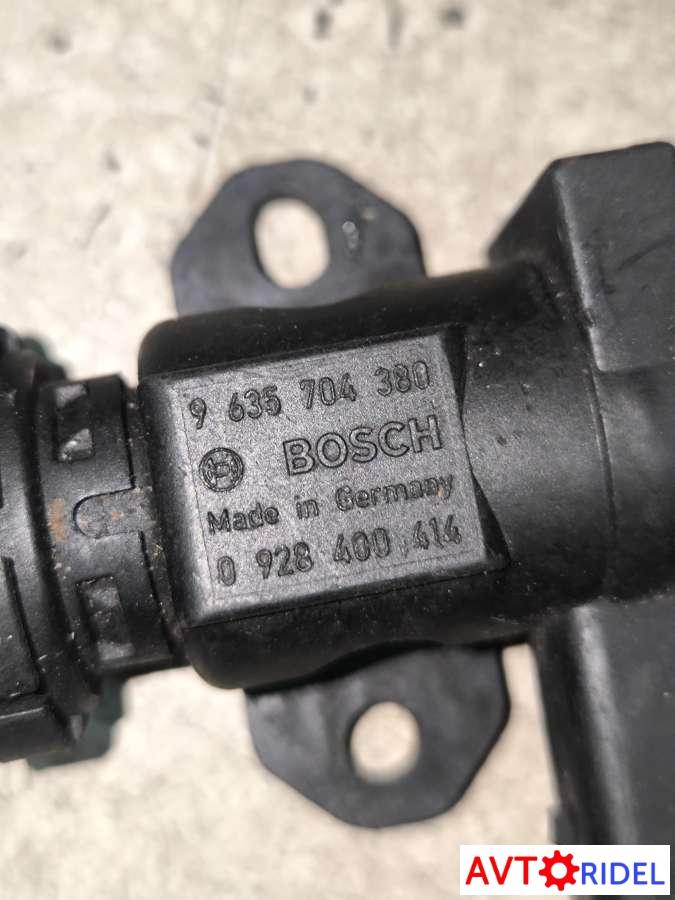 9 635 704 380
BOSCH
Made in Germany
0 928 400 414
AVTORIDEL